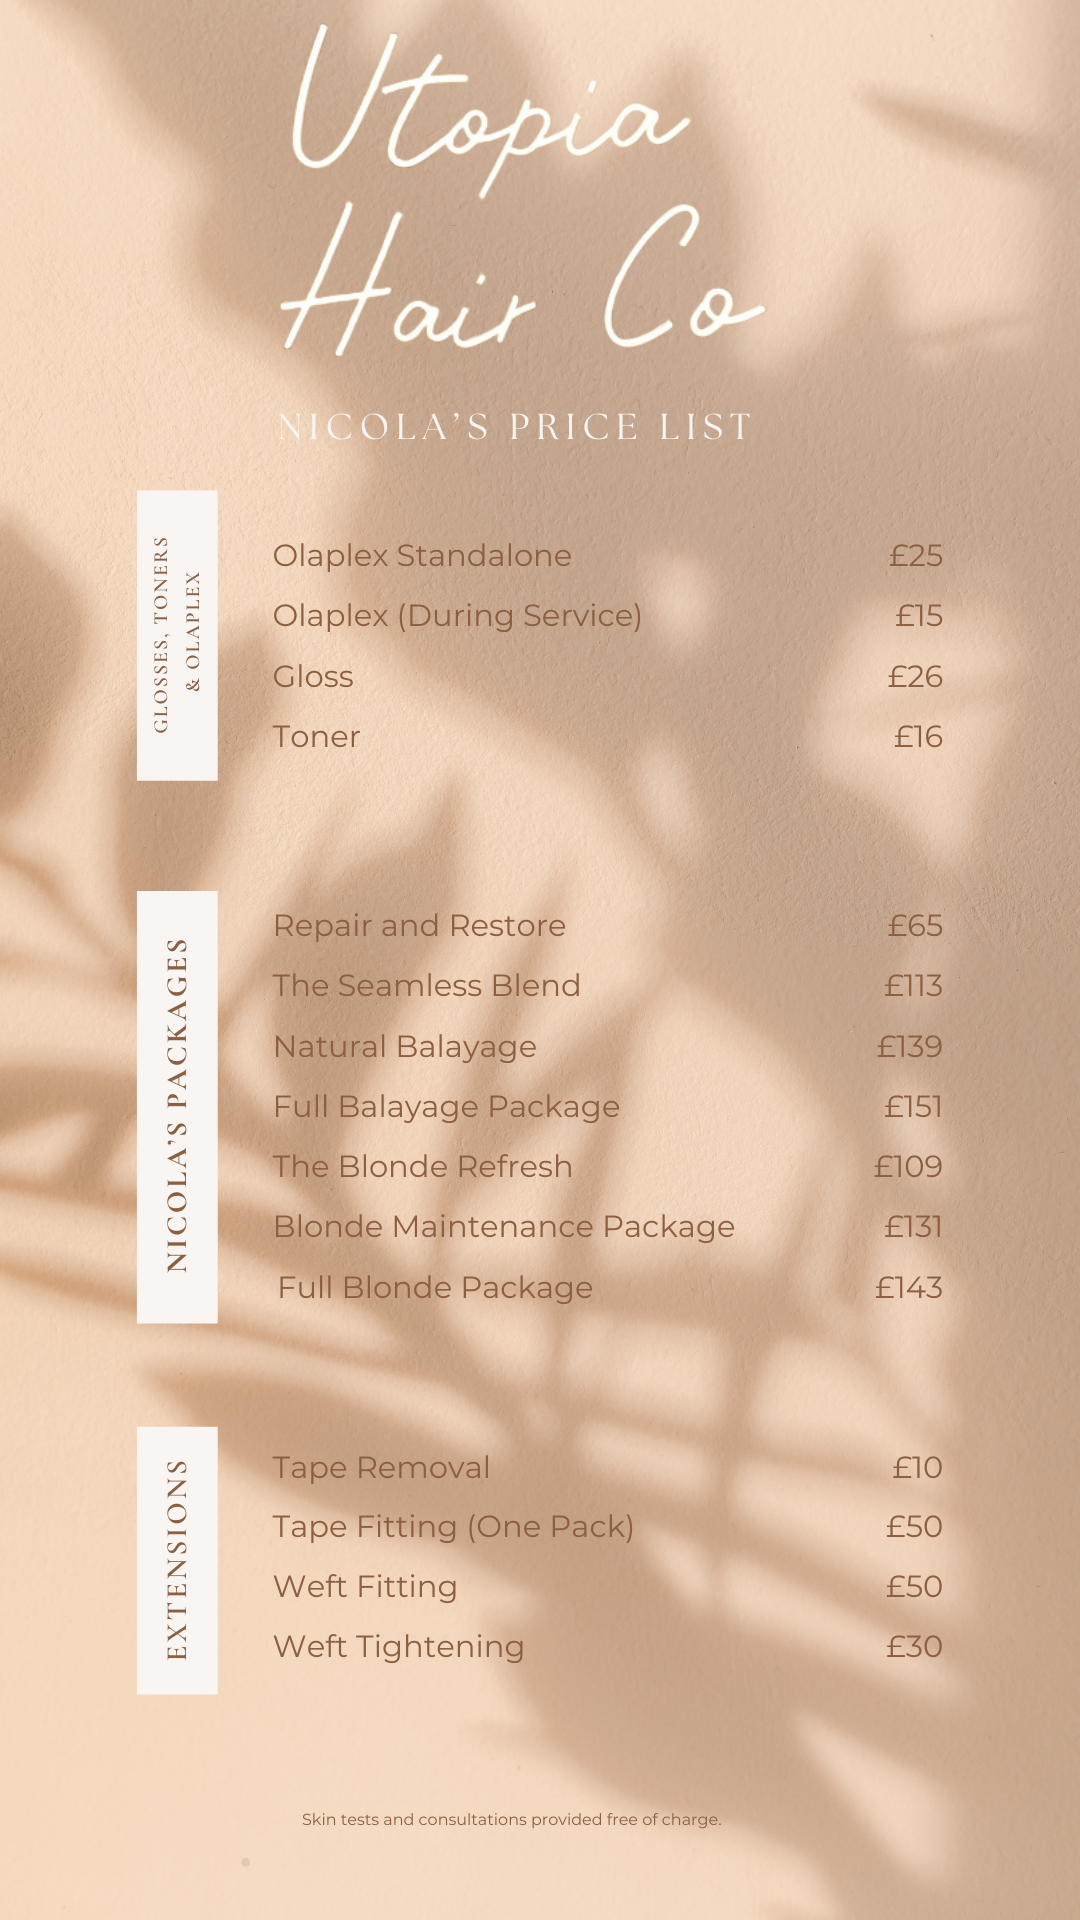 Utopia
Hair Co
NICOLA'S PRICE LIST
GLOSSES, TONERS
& OLAPLEX
Olaplex Standalone £25
Olaplex (During Service) £15
Gloss £26
Toner £16
NICOLA'S PACKAGES
Repair and Restore £65
The Seamless Blend £113
Natural Balayage £139
Full Balayage Package £151
The Blonde Refresh £109
Blonde Maintenance Package £131
Full Blonde Package £143
EXTENSIONS
Tape Removal £10
Tape Fitting (One Pack) £50
Weft Fitting £50
Weft Tightening £30
Skin tests and consultations provided free of charge.